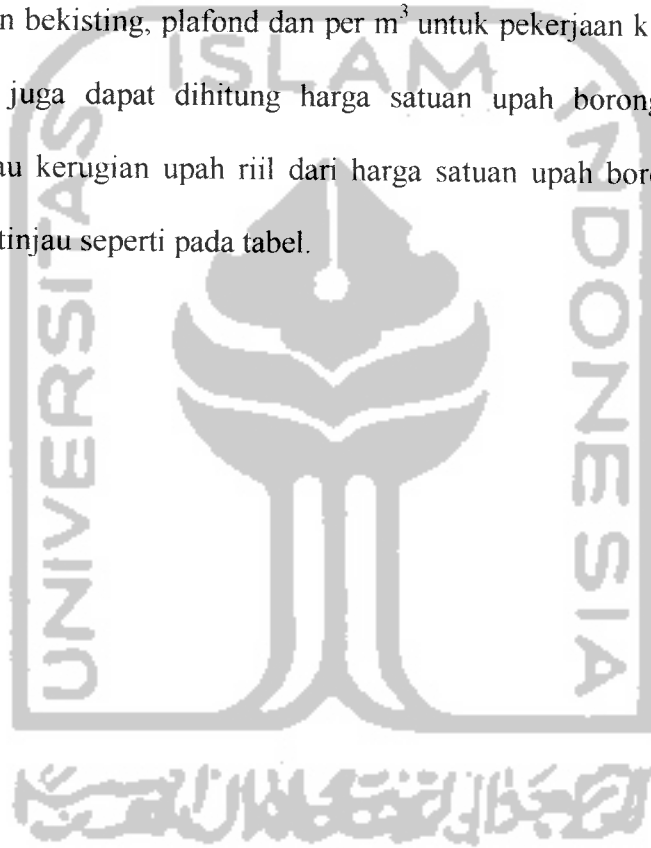 n bekisting, plafond dan per m³ untuk pekerjaan k
juga dapat dihitung harga satuan upah borong
au kerugian upah riil dari harga satuan upah bor
tinjau seperti pada tabel.
ISLAM
UNIVERSITAS
INDONESIA